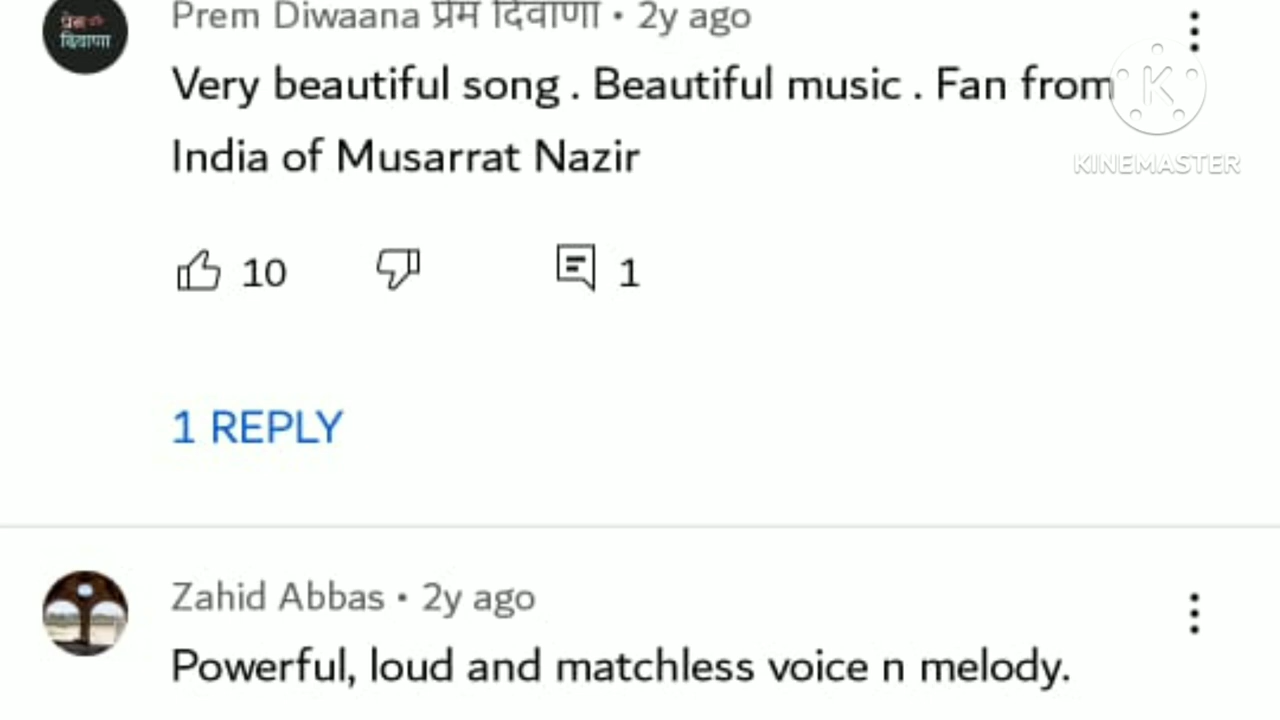 Prem Diwaana प्रेम दिवाणा • 2y ago
Very beautiful song . Beautiful music . Fan from
India of Musarrat Nazir
K
KINEMASTER
10
1
1 REPLY
Zahid Abbas • 2y ago
Powerful, loud and matchless voice n melody.